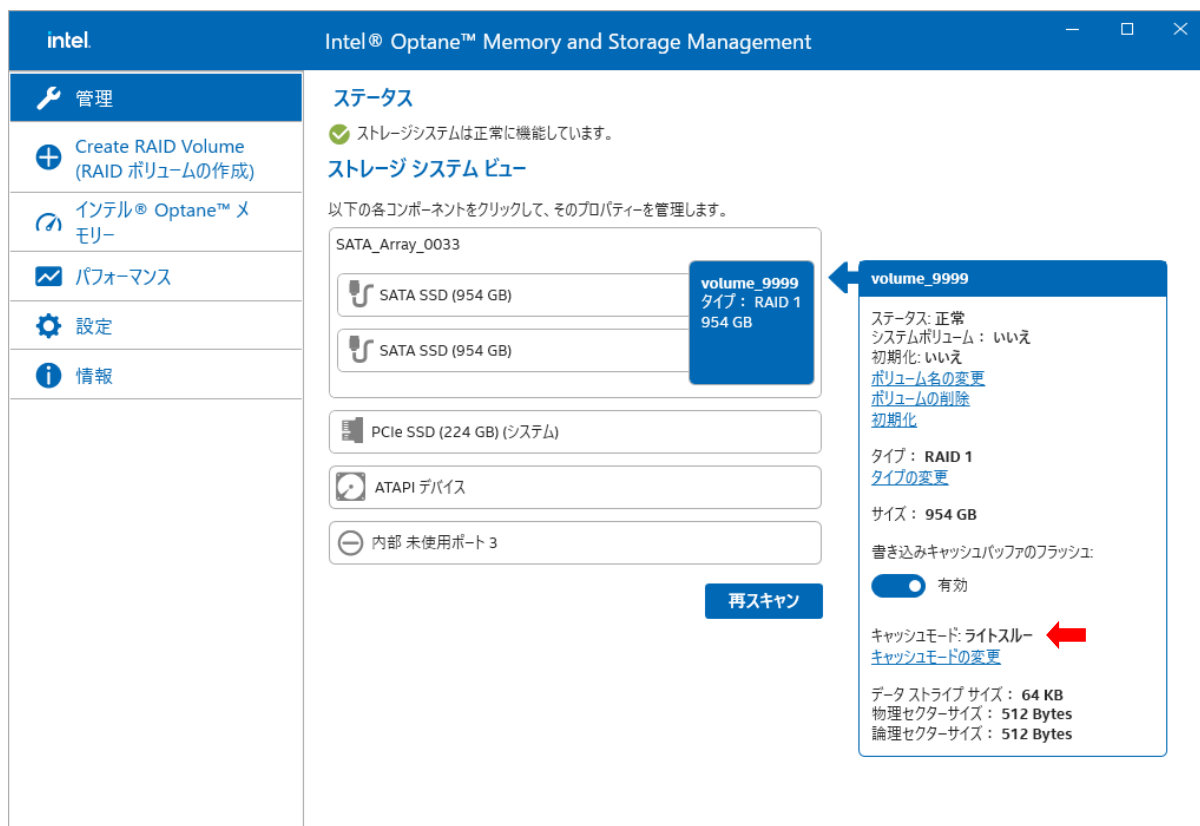 intel.
Intel® Optane™ Memory and Storage Management
管理
Create RAID Volume
(RAID ボリュームの作成)
インテル® Optane™ メ
モリー
パフォーマンス
設定
情報
ステータス
ストレージシステムは正常に機能しています。
ストレージ システム ビュー
以下の各コンポーネントをクリックして、そのプロパティーを管理します。
SATA_Array_0033
SATA SSD (954 GB)
SATA SSD (954 GB)
volume_9999
タイプ： RAID 1
954 GB
PCIe SSD (224 GB) (システム)
ATAPI デバイス
内部 未使用ポート 3
再スキャン
volume_9999
ステータス: 正常
システムボリューム： いいえ
初期化: いいえ
ボリューム名の変更
ボリュームの削除
初期化
タイプ： RAID 1
タイプの変更
サイズ： 954 GB
書き込みキャッシュバッファのフラッシュ:
有効
キャッシュモード: ライトスルー
キャッシュモードの変更
データ ストライプ サイズ： 64 KB
物理セクターサイズ： 512 Bytes
論理セクターサイズ： 512 Bytes